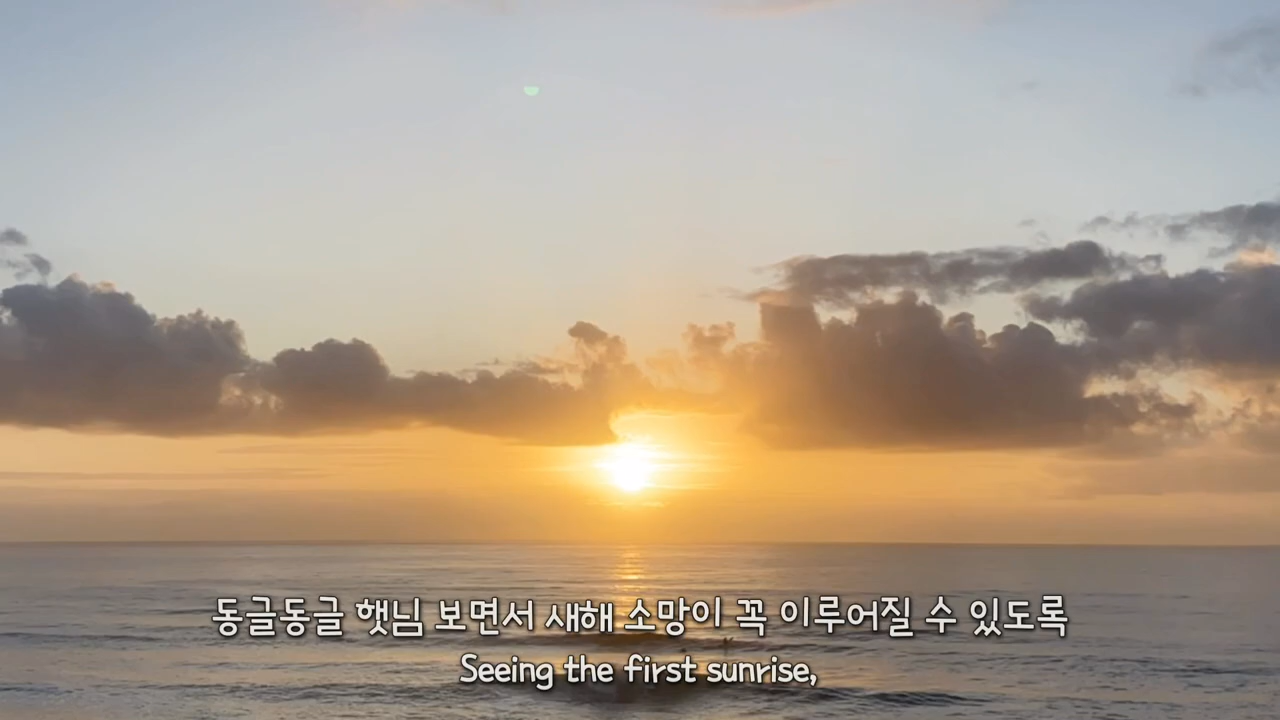 동글동글 햇님 보면서 새해 소망이 꼭 이루어질 수 있도록
Seeing the first sunrise,